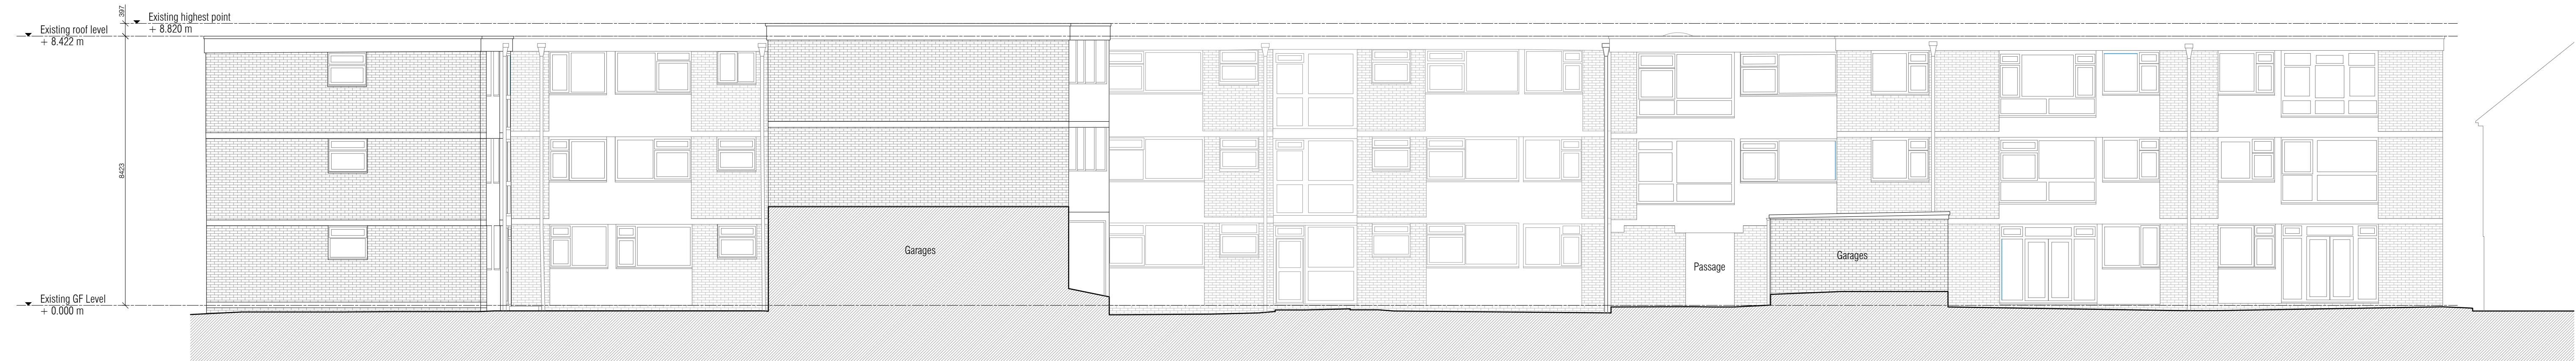 397
Existing highest point
+ 8.820 m
Existing roof level
+ 8.422 m
8423
Garages
Garages
Passage
Existing GF Level
+ 0.000 m